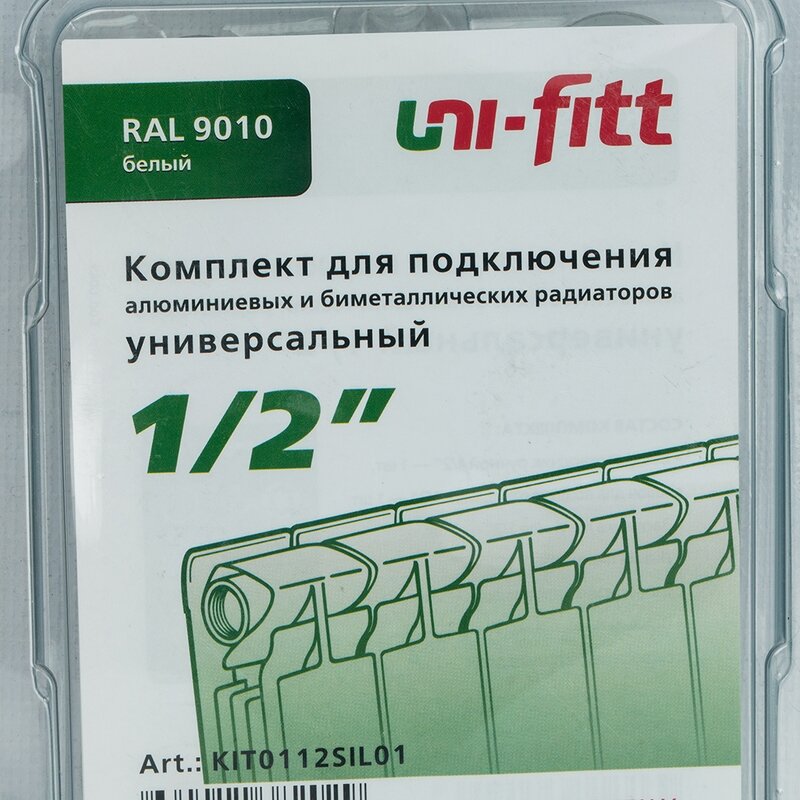 RAL 9010
белый
uni-fitt
Комплект для подключения
алюминиевых и биметаллических радиаторов
универсальный
1/2”
Art.: KIT0112SIL01